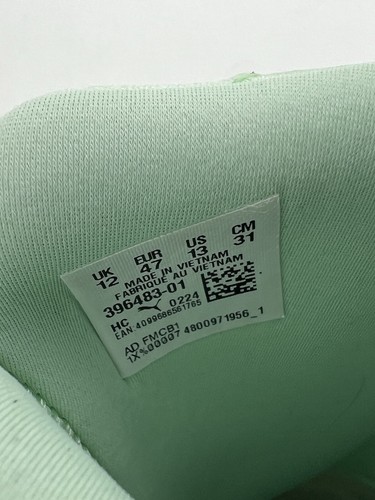 UK EUR US CM
12 47 13 31
MADE IN VIETNAM
FABRIQUÉ AU VIETNAM
396483-01
HC 0224
EAN:4099686561765
AD FMCB1
1X%00007 4800971956_1